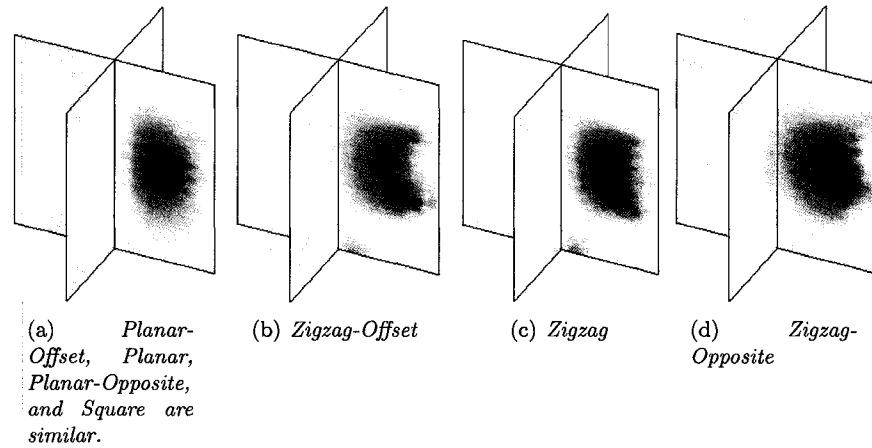 (a) Planar-
Offset, Planar,
Planar-Opposite,
and Square are
similar.
(b) Zigzag-Offset
(c) Zigzag
(d) Zigzag-
Opposite